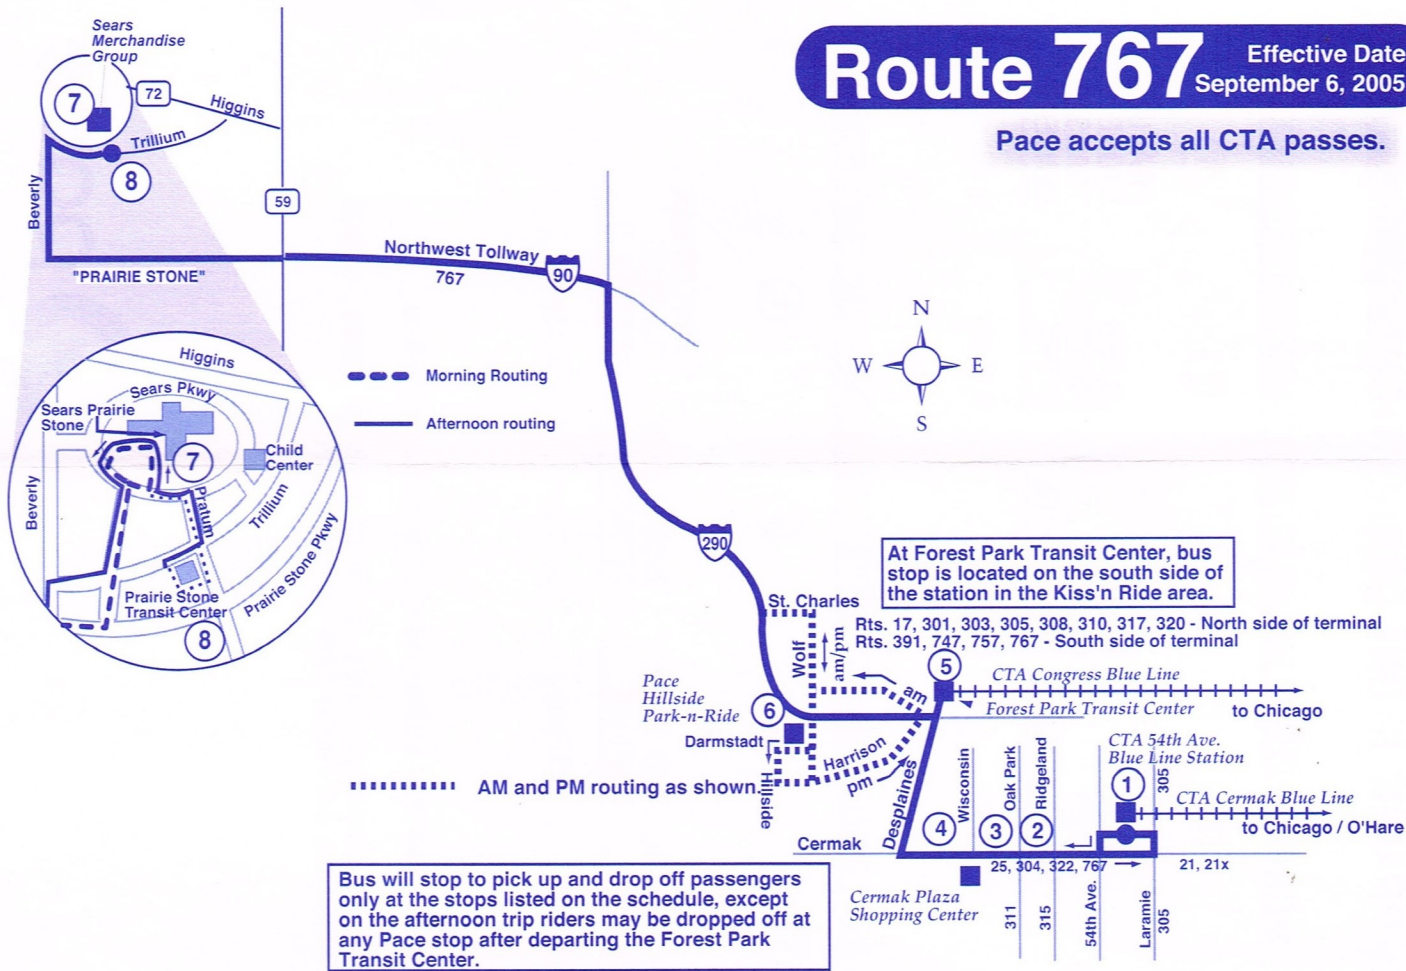 Route 767
Effective Date
September 6, 2005
Pace accepts all CTA passes.
Sears
Merchandise
Group
7
72
Higgins
Trillium
8
Beverly
59
"PRAIRIE STONE"
Northwest Tollway
767
90
N
W
E
S
Morning Routing
Afternoon routing
Higgins
Sears Pkwy
Sears Prairie
Stone
7
Child
Center
Beverly
Pratum
Trillium
Prairie Stone Pkwy
Prairie Stone
Transit Center
8
290
At Forest Park Transit Center, bus
stop is located on the south side of
the station in the Kiss'n Ride area.
Rts. 17, 301, 303, 305, 308, 310, 317, 320 - North side of terminal
Rts. 391, 747, 757, 767 - South side of terminal
St. Charles
Wolf
am/pm
am
5
CTA Congress Blue Line
Forest Park Transit Center
to Chicago
Pace
Hillside
Park-n-Ride
6
Darmstadt
Hillside
Harrison
pm
Desplaines
AM and PM routing as shown.
CTA 54th Ave.
Blue Line Station
1
305
CTA Cermak Blue Line
to Chicago / O'Hare
Wisconsin
Oak Park
Ridgeland
4
3
2
Cermak
25, 304, 322, 767
21, 21x
Cermak Plaza
Shopping Center
311
315
54th Ave.
Laramie
305
Bus will stop to pick up and drop off passengers
only at the stops listed on the schedule, except
on the afternoon trip riders may be dropped off at
any Pace stop after departing the Forest Park
Transit Center.